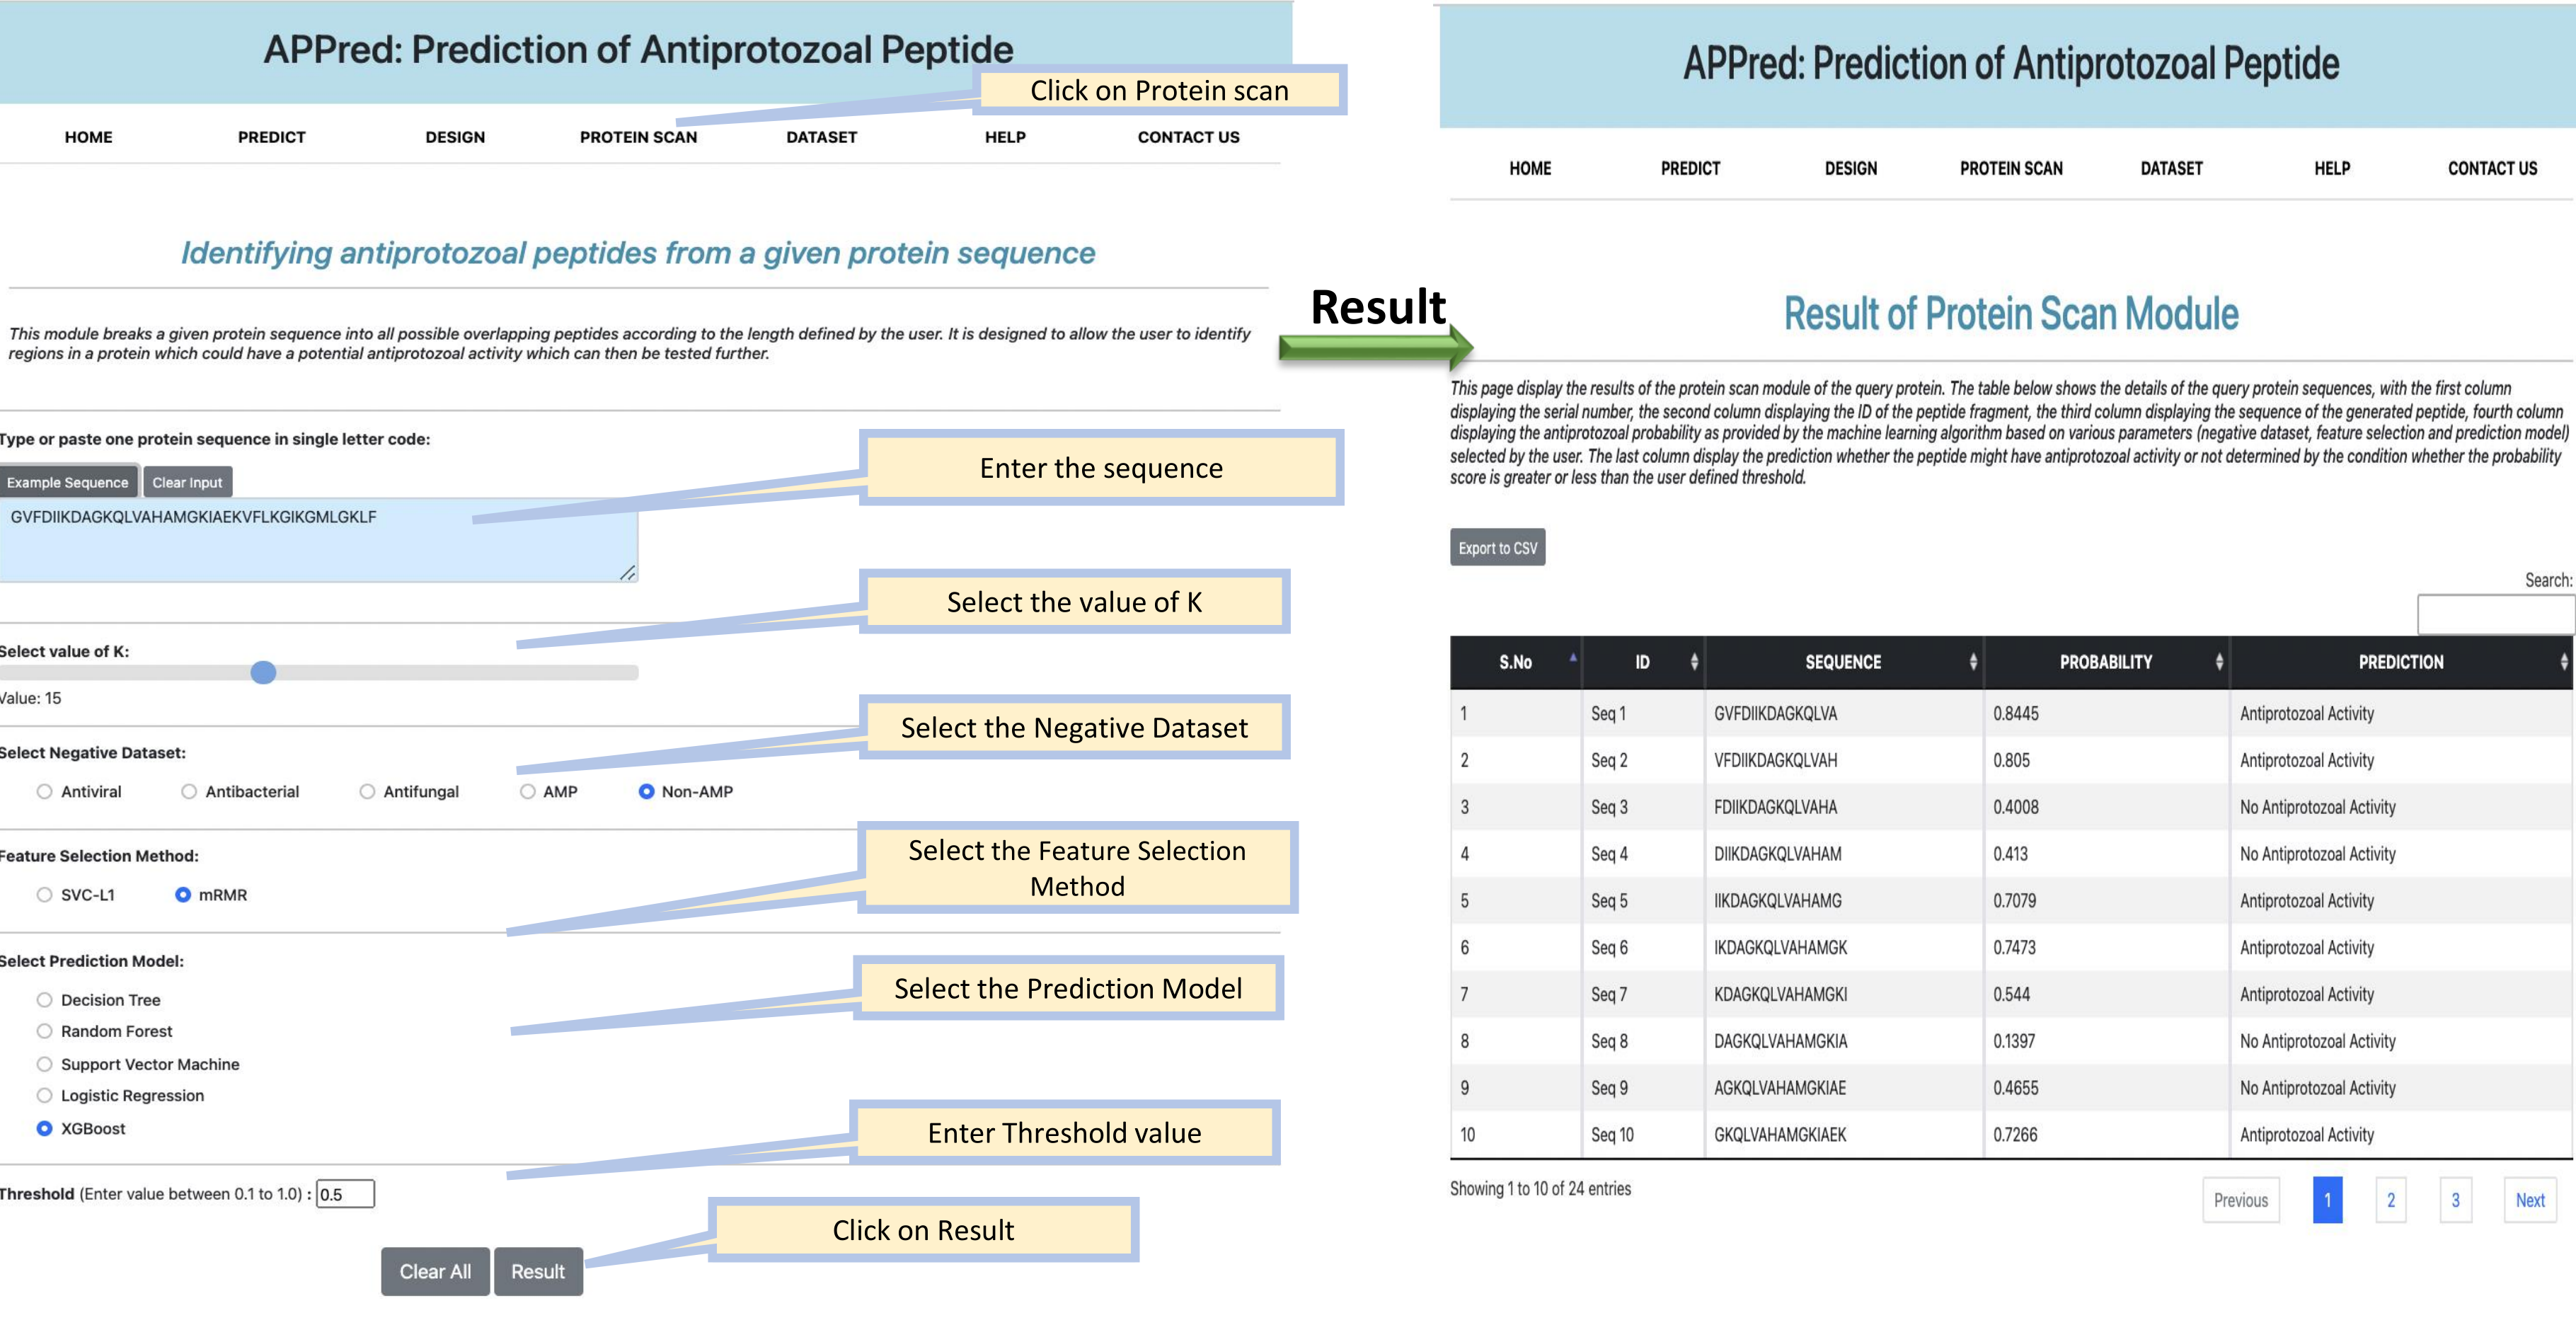 APPred: Prediction of Antiprotozoal Peptide
Click on Protein scan
HOME PREDICT DESIGN PROTEIN SCAN DATASET HELP CONTACT US
Identifying antiprotozoal peptides from a given protein sequence
This module breaks a given protein sequence into all possible overlapping peptides according to the length defined by the user. It is designed to allow the user to identify
regions in a protein which could have a potential antiprotozoal activity which can then be tested further.
Type or paste one protein sequence in single letter code:
Enter the sequence
Example Sequence Clear Input
GVFDIIKDAGKQLVAHAMGKIAEKVFLKGIKGMLGKLF
Select the value of K
Select value of K:
Value: 15
Select the Negative Dataset
Select Negative Dataset:
Antiviral Antibacterial Antifungal AMP Non-AMP
Select the Feature Selection
Method
Feature Selection Method:
SVC-L1 mRMR
Select the Prediction Model
Select Prediction Model:
Decision Tree
Random Forest
Support Vector Machine
Logistic Regression
XGBoost
Enter Threshold value
Threshold (Enter value between 0.1 to 1.0) : 0.5
Click on Result
Clear All Result
Result
APPred: Prediction of Antiprotozoal Peptide
HOME PREDICT DESIGN PROTEIN SCAN DATASET HELP CONTACT US
Result of Protein Scan Module
This page display the results of the protein scan module of the query protein. The table below shows the details of the query protein sequences, with the first column
displaying the serial number, the second column displaying the ID of the peptide fragment, the third column displaying the sequence of the generated peptide, fourth column
displaying the antiprotozoal probability as provided by the machine learning algorithm based on various parameters (negative dataset, feature selection and prediction model)
selected by the user. The last column display the prediction whether the peptide might have antiprotozoal activity or not determined by the condition whether the probability
score is greater or less than the user defined threshold.
Export to CSV
Search:
S.No ID SEQUENCE PROBABILITY PREDICTION
1 Seq 1 GVFDIIKDAGKQLVA 0.8445 Antiprotozoal Activity
2 Seq 2 VFDIIKDAGKQLVAH 0.805 Antiprotozoal Activity
3 Seq 3 FDIIKDAGKQLVAHA 0.4008 No Antiprotozoal Activity
4 Seq 4 DIIKDAGKQLVAHAM 0.413 No Antiprotozoal Activity
5 Seq 5 IIKDAGKQLVAHAMG 0.7079 Antiprotozoal Activity
6 Seq 6 IKDAGKQLVAHAMGK 0.7473 Antiprotozoal Activity
7 Seq 7 KDAGKQLVAHAMGKI 0.544 Antiprotozoal Activity
8 Seq 8 DAGKQLVAHAMGKIA 0.1397 No Antiprotozoal Activity
9 Seq 9 AGKQLVAHAMGKIAE 0.4655 No Antiprotozoal Activity
10 Seq 10 GKQLVAHAMGKIAEK 0.7266 Antiprotozoal Activity
Showing 1 to 10 of 24 entries
Previous 1 2 3 Next